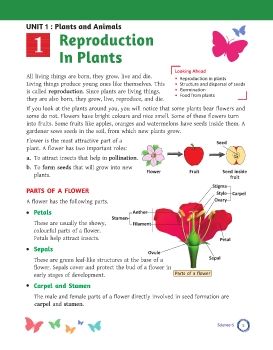 UNIT 1 : Plants and Animals
1
Reproduction
In Plants
Looking Ahead
• Reproduction in plants
• Structure and dispersal of seeds
• Germination
• Food from plants
All living things are born, they grow, live and die.
Living things produce young ones like themselves. This
is called reproduction. Since plants are living things,
they are also born, they grow, live, reproduce, and die.
If you look at the plants around you, you will notice that some plants bear flowers and
some do not. Flowers have bright colours and nice smell. Some of these flowers turn
into fruits. Some fruits like apples, oranges and watermelons have seeds inside them. A
gardener sows seeds in the soil, from which new plants grow.
Flower is the most attractive part of a
plant. A flower has two important roles:
a. To attract insects that help in pollination.
b. To form seeds that will grow into new
plants.
Seed
Flower
Fruit
Seed inside
fruit
PARTS OF A FLOWER
A flower has the following parts.
• Petals
These are usually the showy,
colourful parts of a flower.
Petals help attract insects.
• Sepals
These are green leaf-like structures at the base of a
flower. Sepals cover and protect the bud of a flower in
early stages of development.
• Carpel and Stamen
The male and female parts of a flower directly involved in seed formation are
carpel and stamen.
Stigma
Style
Ovary
Carpel
Anther
Stamen
Filament
Petal
Ovule
Sepal
Parts of a flower
Science-5